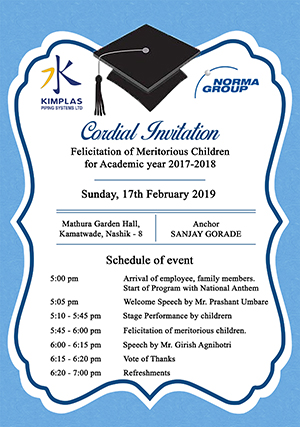 KIMPLAS
PIPING SYSTEMS LTD
NORMA
GROUP
Cordial Invitation
Felicitation of Meritorious Children
for Academic year 2017-2018
Sunday, 17th February 2019
Mathura Garden Hall,
Kamatwade, Nashik - 8
Anchor
SANJAY GORADE
Schedule of event
5:00 pm Arrival of employee, family members.
Start of Program with National Anthem
5:05 pm Welcome Speech by Mr. Prashant Umbare
5:10 - 5:45 pm Stage Performance by childrern
5:45 - 6:00 pm Felicitation of meritorious children.
6:00 - 6:15 pm Speech by Mr. Girish Agnihotri
6:15 - 6:20 pm Vote of Thanks
6:20 - 7:00 pm Refreshments